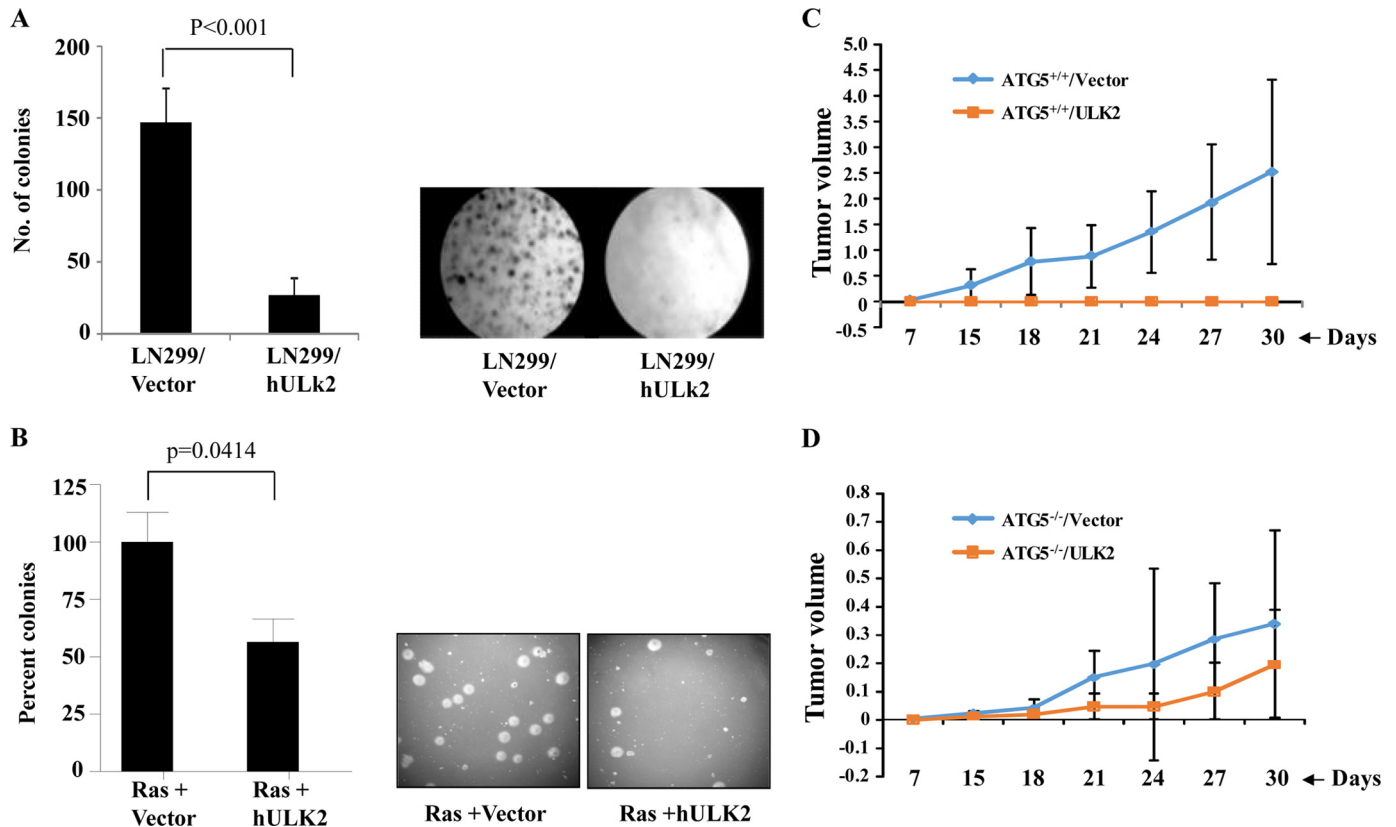 A
P<0.001
200
150
100
50
0
No. of colonies
LN299/
Vector
LN299/
hULk2
LN299/
Vector
LN299/
hULK2
B
p=0.0414
125
100
75
50
25
0
Percent colonies
Ras +
Vector
Ras +
hULK2
Ras +Vector
Ras +hULK2
C
5.0
4.5
4.0
3.5
3.0
2.5
2.0
1.5
1.0
0.5
0
-0.5
Tumor volume
ATG5+/+/Vector
ATG5+/+/ULK2
7 15 18 21 24 27 30 ← Days
D
0.8
0.7
0.6
0.5
0.4
0.3
0.2
0.1
0
-0.1
-0.2
Tumor volume
ATG5-/-/Vector
ATG5-/-/ULK2
7 15 18 21 24 27 30 ← Days